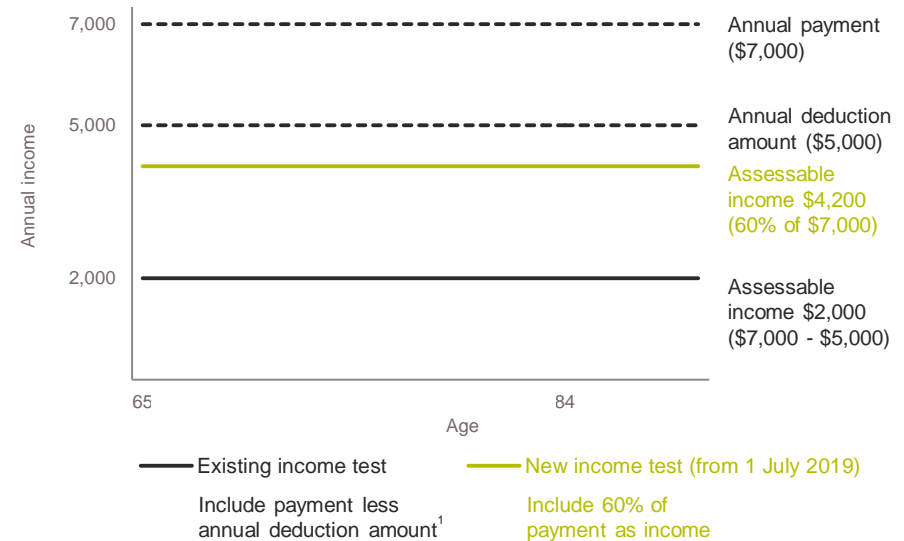 7,000
Annual payment
($7,000)
5,000
Annual deduction
amount ($5,000)
Assessable
income $4,200
(60% of $7,000)
Annual income
2,000
Assessable
income $2,000
($7,000 - $5,000)
65
84
Age
Existing income test
New income test (from 1 July 2019)
Include payment less
annual deduction amount¹
Include 60% of
payment as income